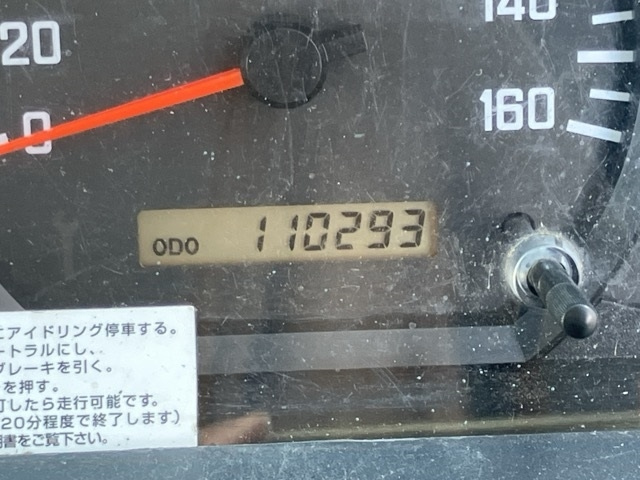 140
20
160
0
ODO 110293
にアイドリング停車する。
ートラルにし、
ブレーキを引く。
を押す。
灯したら走行可能です。
20分程度で終了します)
明書をご覧下さい。